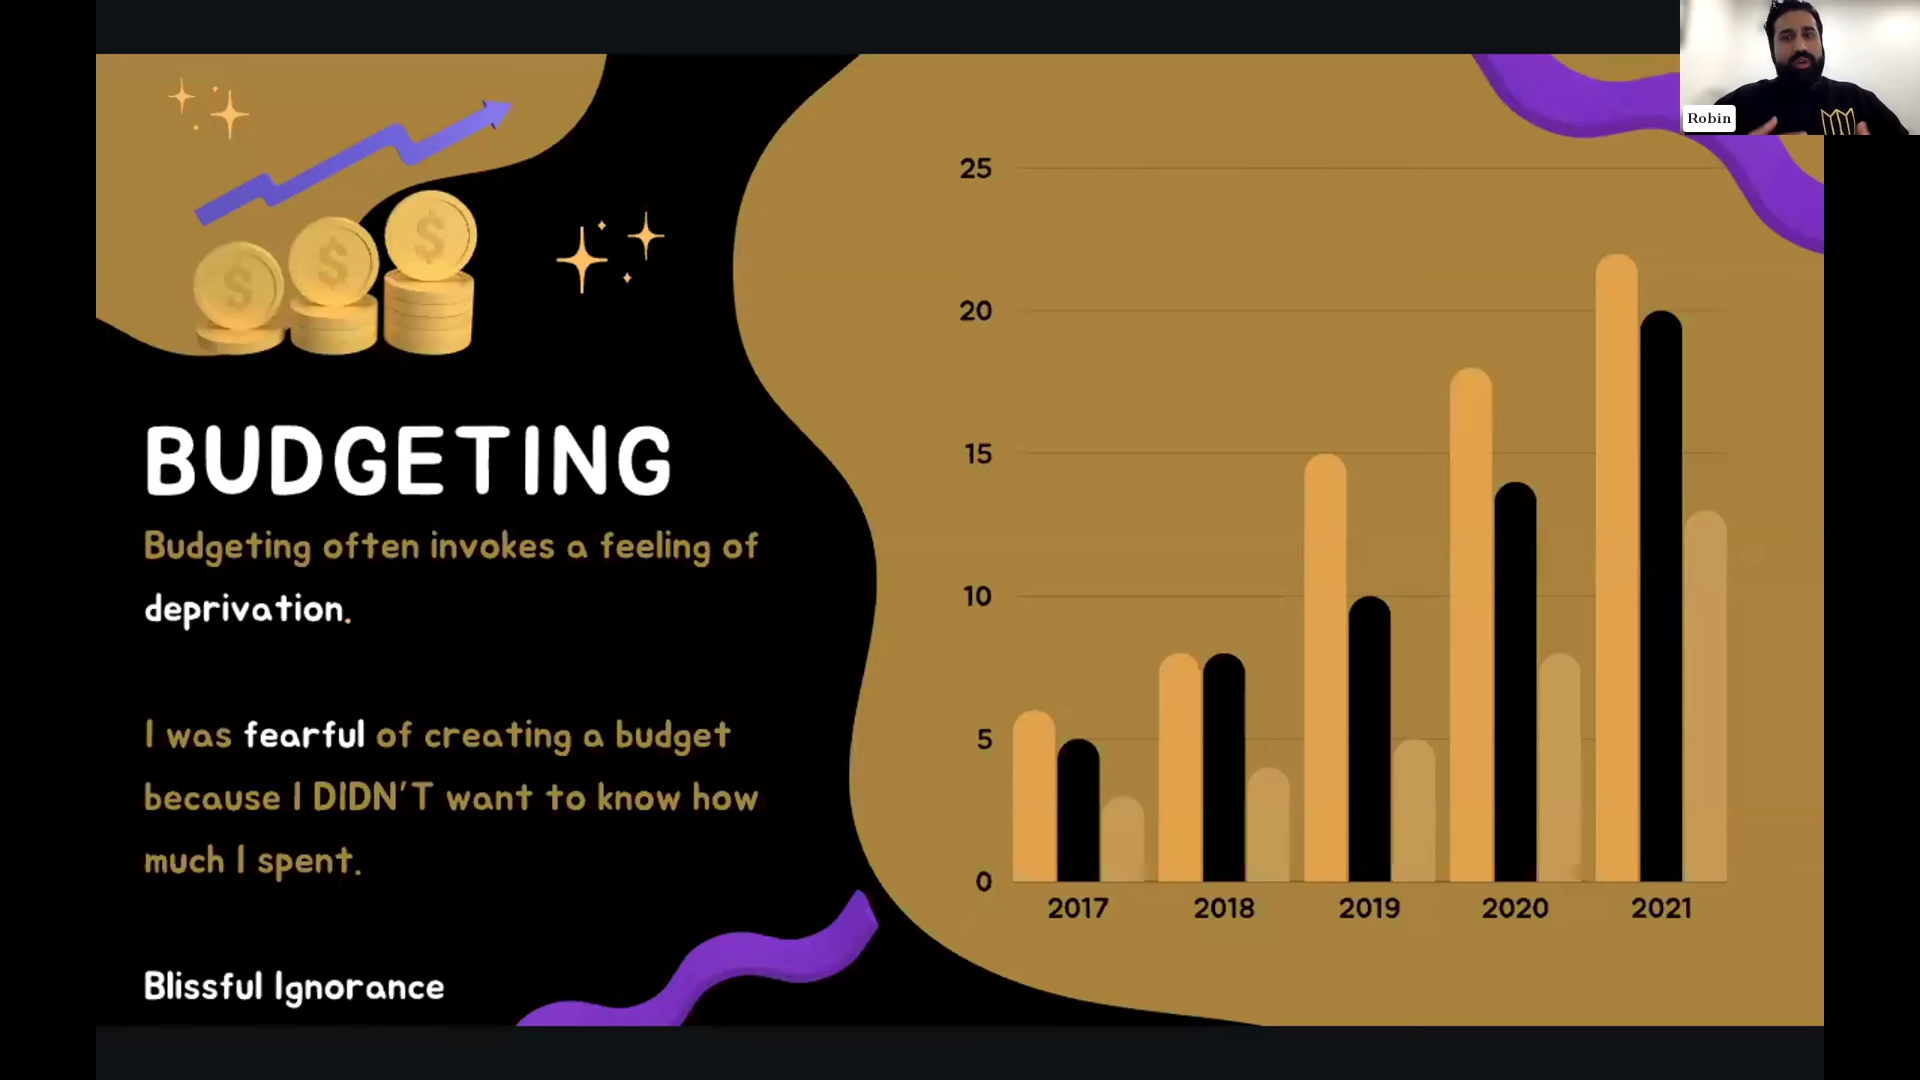 Robin
BUDGETING
Budgeting often invokes a feeling of
deprivation.
I was fearful of creating a budget
because I DIDN'T want to know how
much I spent.
Blissful Ignorance
25
20
15
10
5
0
2017 2018 2019 2020 2021
$ $ $